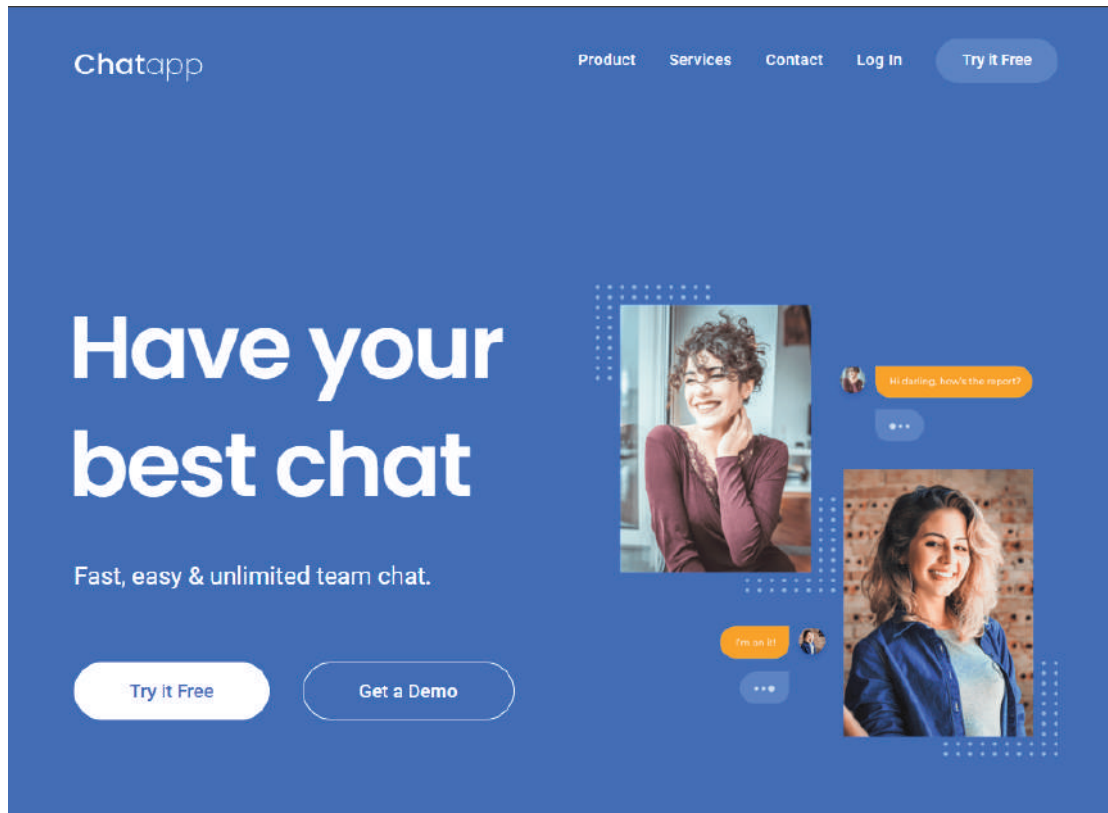 Chatapp
Product Services Contact Log In Try it Free
Have your
best chat
Fast, easy & unlimited team chat.
Try it Free Get a Demo
Hi darling, how's the report?
I'm on it!